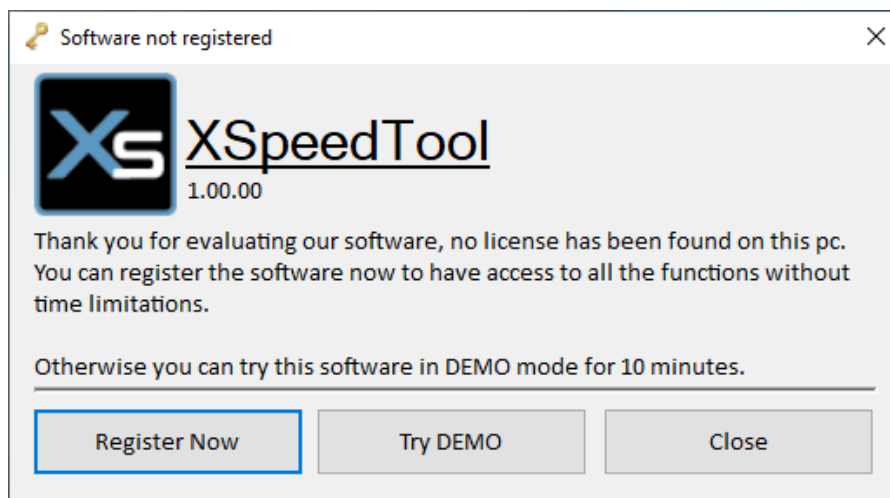 Software not registered
XS
XSpeedTool
1.00.00
Thank you for evaluating our software, no license has been found on this pc.
You can register the software now to have access to all the functions without
time limitations.
Otherwise you can try this software in DEMO mode for 10 minutes.
Register Now
Try DEMO
Close